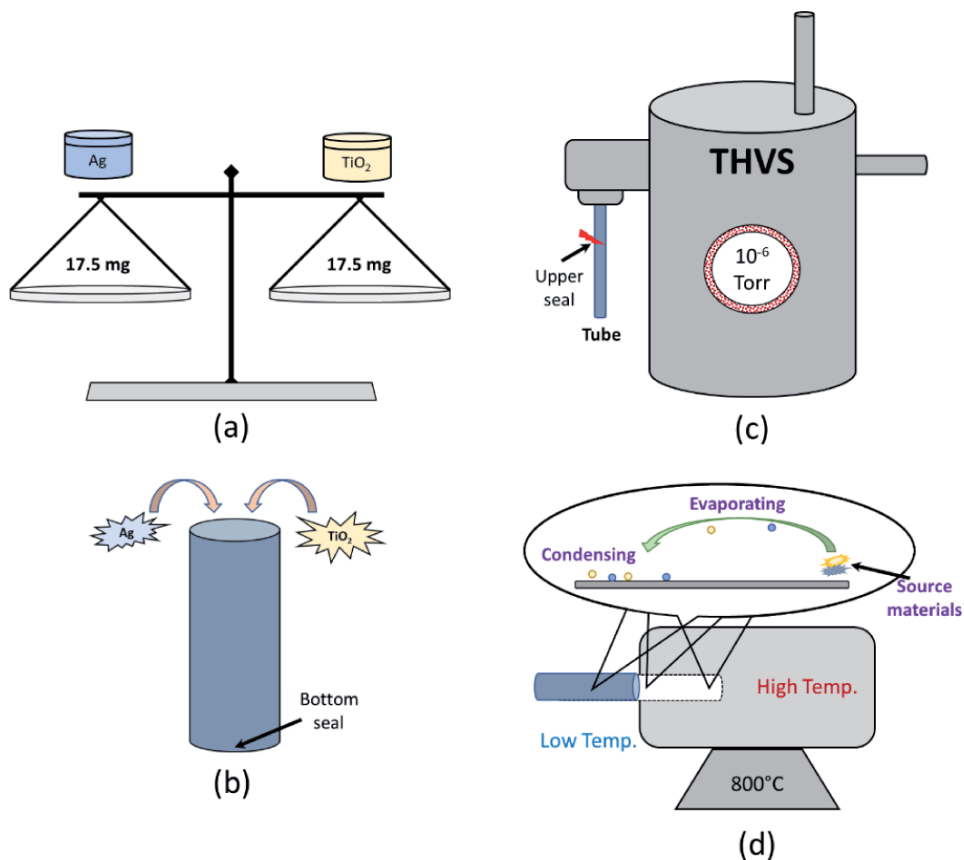 Ag
TiO₂
17.5 mg
17.5 mg
(a)
THVS
10⁻⁶
Torr
Upper
seal
Tube
(c)
Ag
TiO₂
Bottom
seal
(b)
Evaporating
Condensing
Source
materials
High Temp.
Low Temp.
800°C
(d)